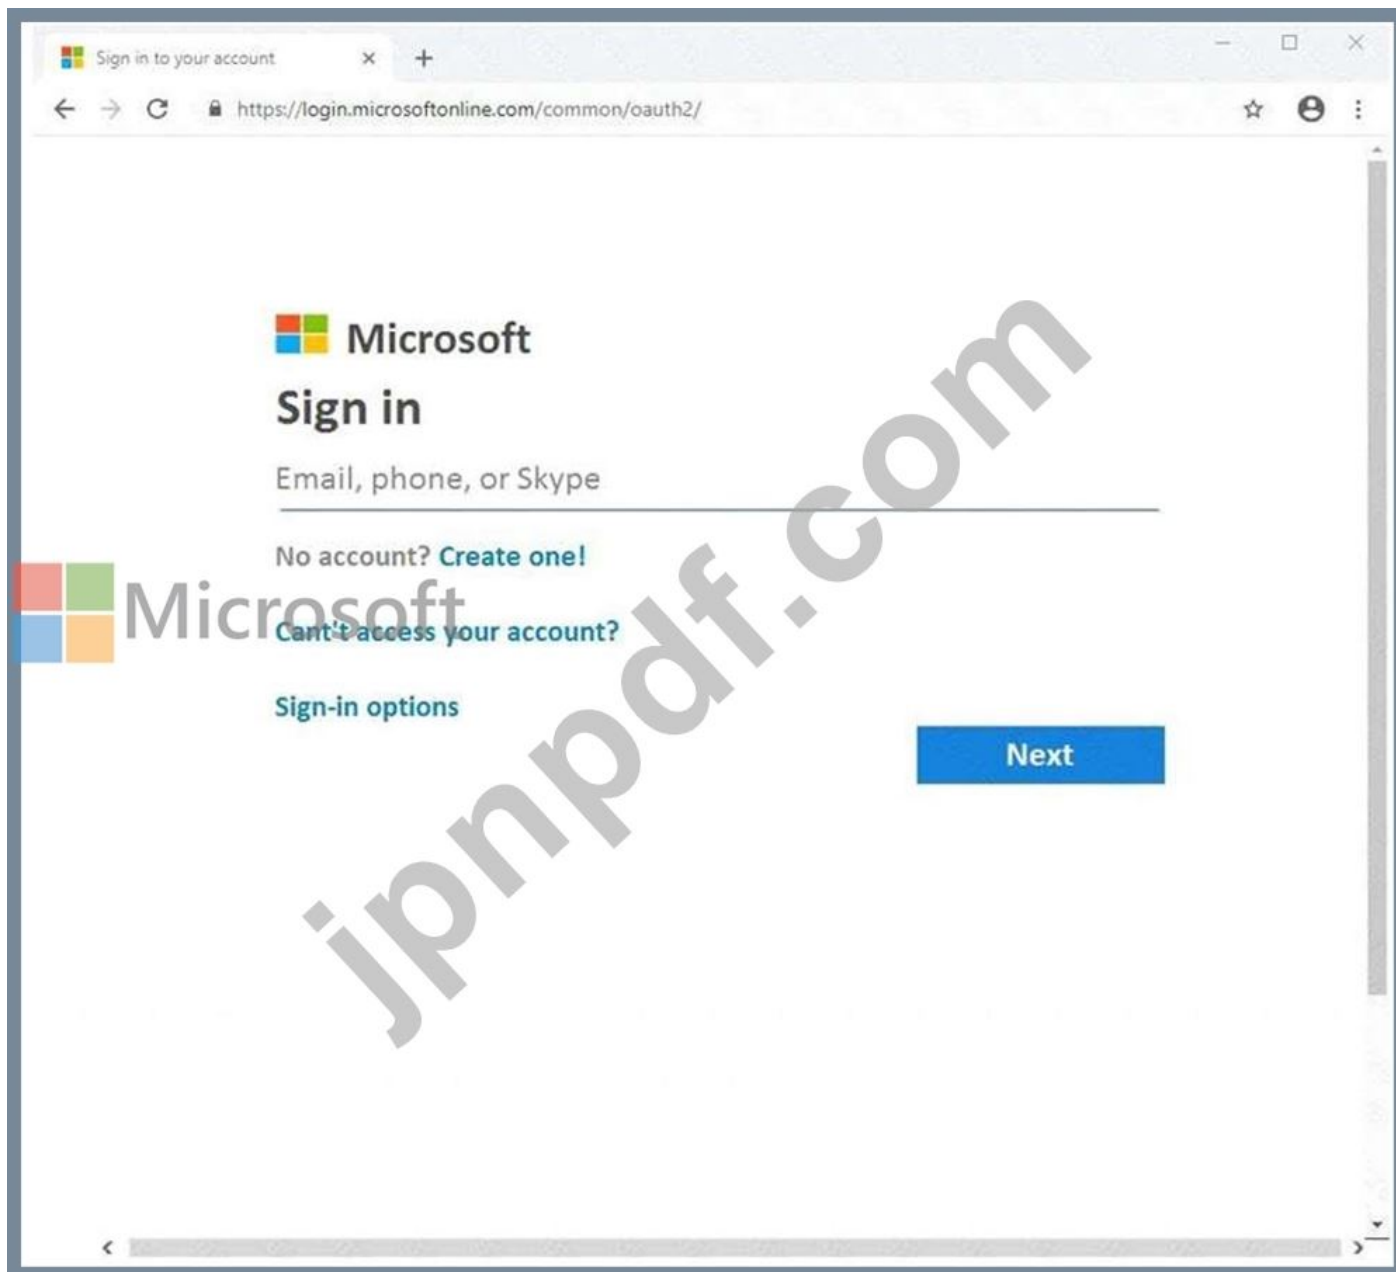 Sign in to your account
https://login.microsoftonline.com/common/oauth2/
Microsoft
Sign in
Email, phone, or Skype
No account? Create one!
Microsoft
Cant't access your account?
Sign-in options
Next
jpnpdf.com